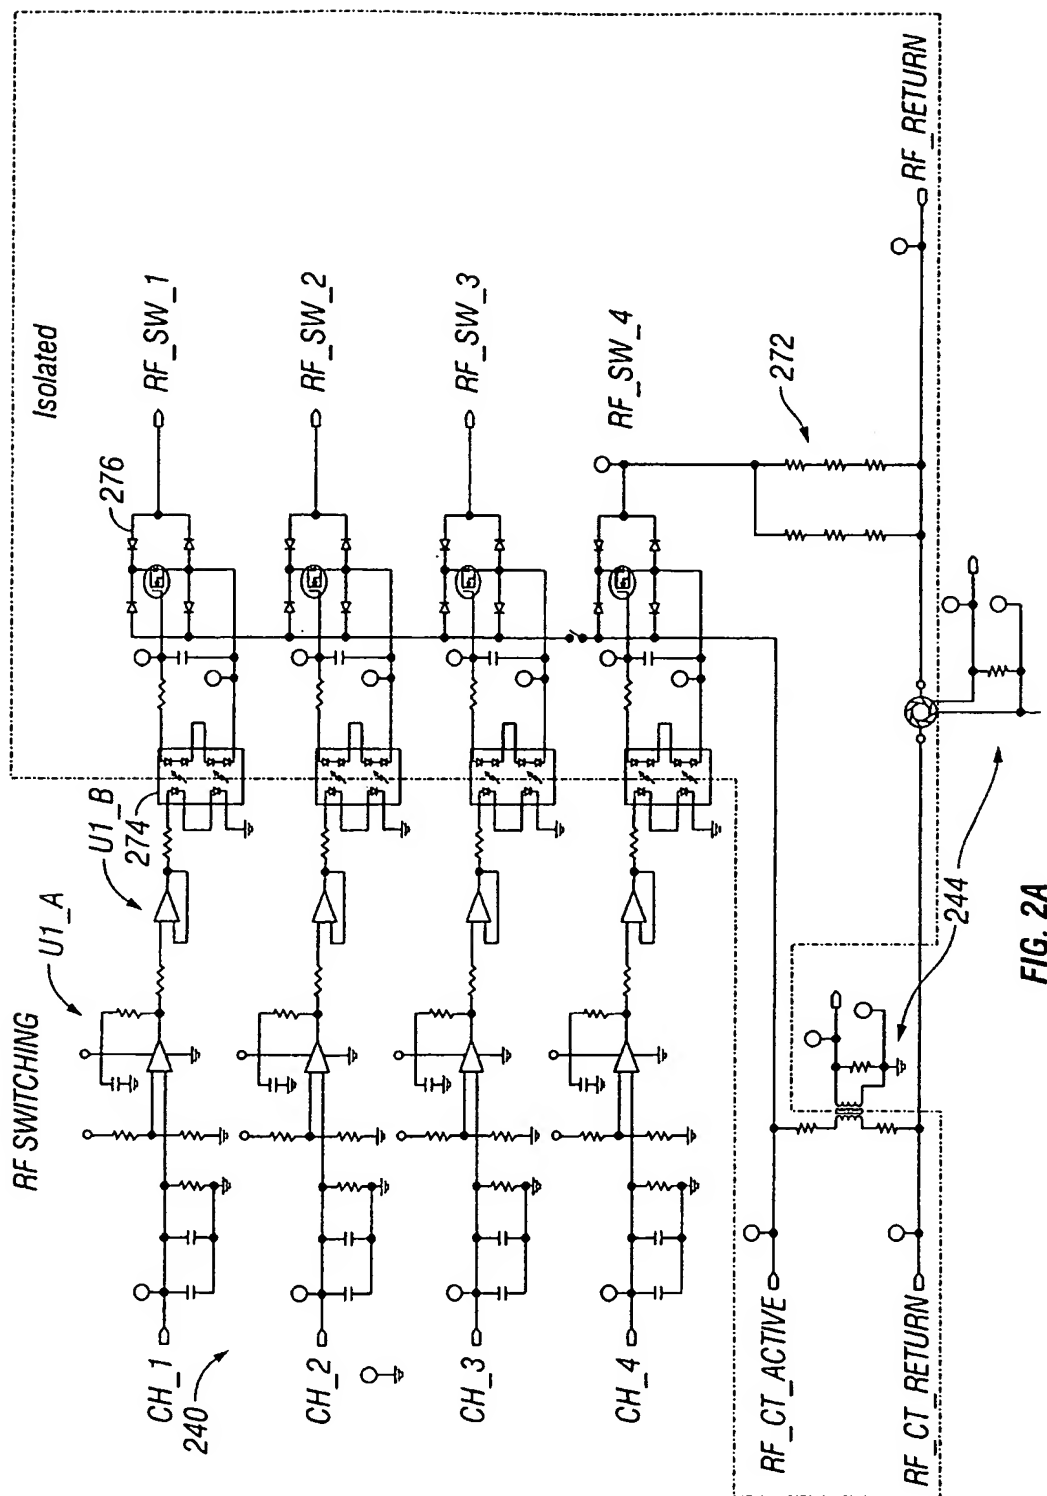 RF SWITCHING
U1_A
U1_B
274
Isolated
276
CH_1
RF_SW_1
240
CH_2
RF_SW_2
CH_3
RF_SW_3
CH_4
RF_SW_4
272
RF_CT_ACTIVE
RF_CT_RETURN
RF_RETURN
244
FIG. 2A